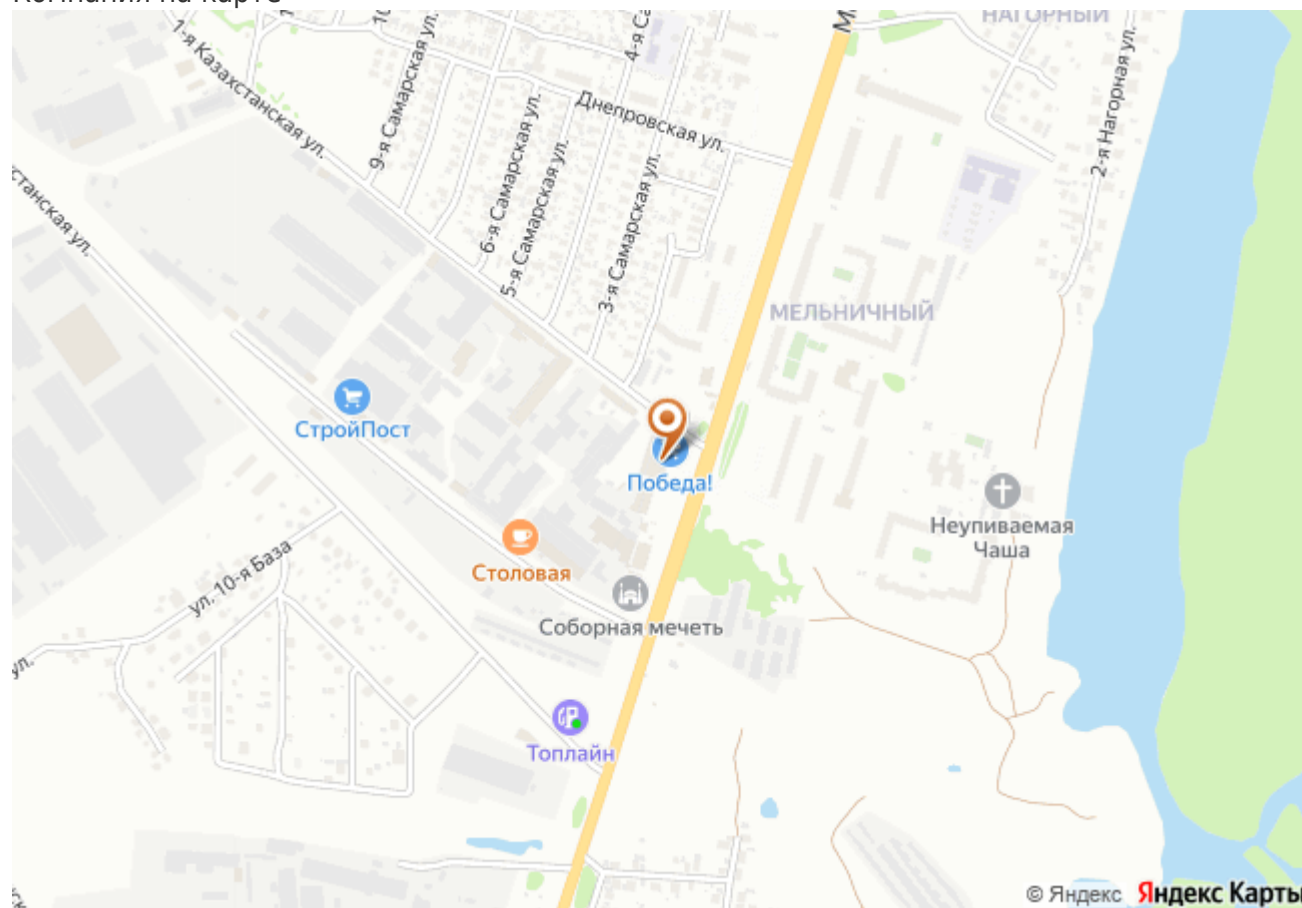 Компания на карте
НАГОРНЫЙ
1-я Казахстанская ул.
9-я Самарская ул.
Днепровская ул.
2-я Нагорная ул.
6-я Самарская ул.
5-я Самарская ул.
3-я Самарская ул.
МЕЛЬНИЧНЫЙ
СтройПост
Победа!
Неупиваемая
Чаша
Столовая
ул. 10-я База
Соборная мечеть
Топлайн
© Яндекс Яндекс Карты